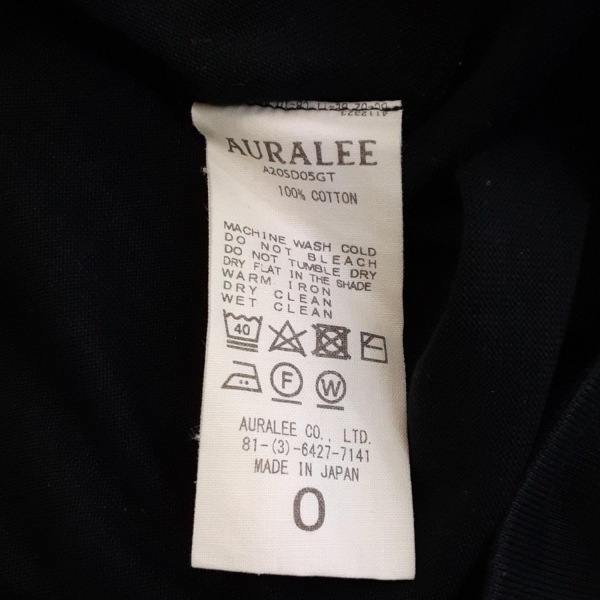 AURALEE
A20SD05GT
100% COTTON
MACHINE WASH COLD
DO NOT BLEACH
DO NOT TUMBLE DRY
DRY FLAT IN THE SHADE
WARM IRON
DRY CLEAN
WET CLEAN
40
F W
AURALEE CO., LTD.
81-(3)-6427-7141
MADE IN JAPAN
0